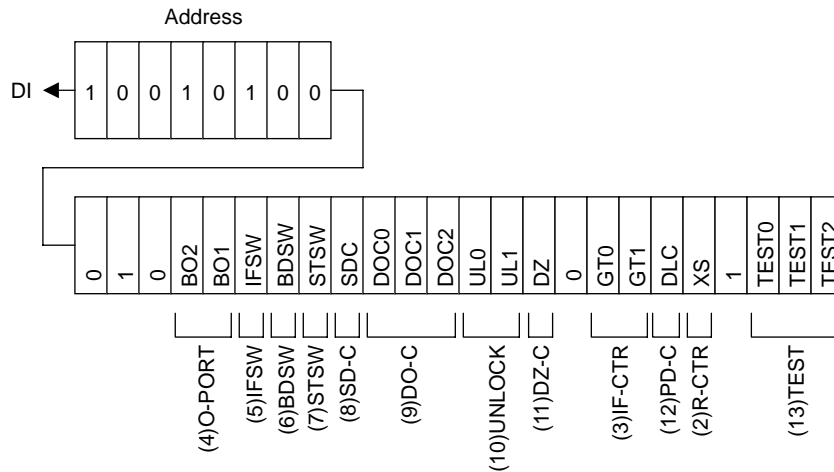 Address
DI
1 0 0 1 0 1 0 0
0 1 0 BO2 BO1 IFSW BDSW STSW SDC DOC0 DOC1 DOC2 UL0 UL1 DZ 0 GT0 GT1 DLC XS 1 TEST0 TEST1 TEST2
(4)O-PORT
(5)IFSW
(6)BDSW
(7)STSW
(8)SD-C
(9)DO-C
(10)UNLOCK
(11)DZ-C
(3)IF-CTR
(12)PD-C
(2)R-CTR
(13)TEST